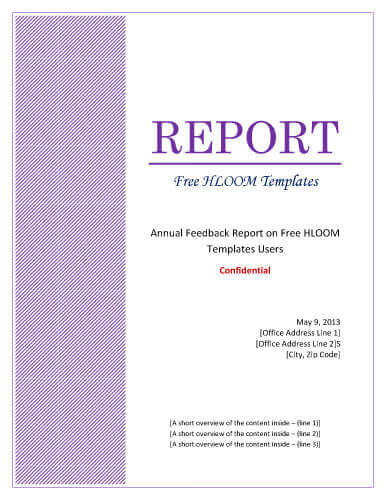 REPORT
Free HLOOM Templates
Annual Feedback Report on Free HLOOM
Templates Users
Confidential
May 9, 2013
[Office Address Line 1]
[Office Address Line 2]5
[City, Zip Code]
[A short overview of the content inside – (line 1)]
[A short overview of the content inside – (line 2)]
[A short overview of the content inside – (line 3)]